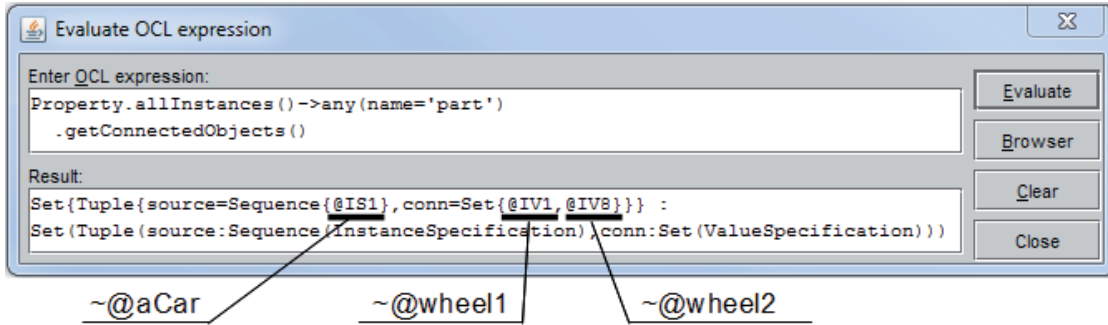 Evaluate OCL expression
Enter OCL expression:
Property.allInstances()->any(name='part')
.getConnectedObjects()
Evaluate
Browser
Result:
Set{Tuple{source=Sequence{@IS1},conn=Set{@IV1,@IV8}}} :
Set(Tuple(source:Sequence(InstanceSpecification),conn:Set(ValueSpecification)))
Clear
Close
~@aCar
~@wheel1
~@wheel2